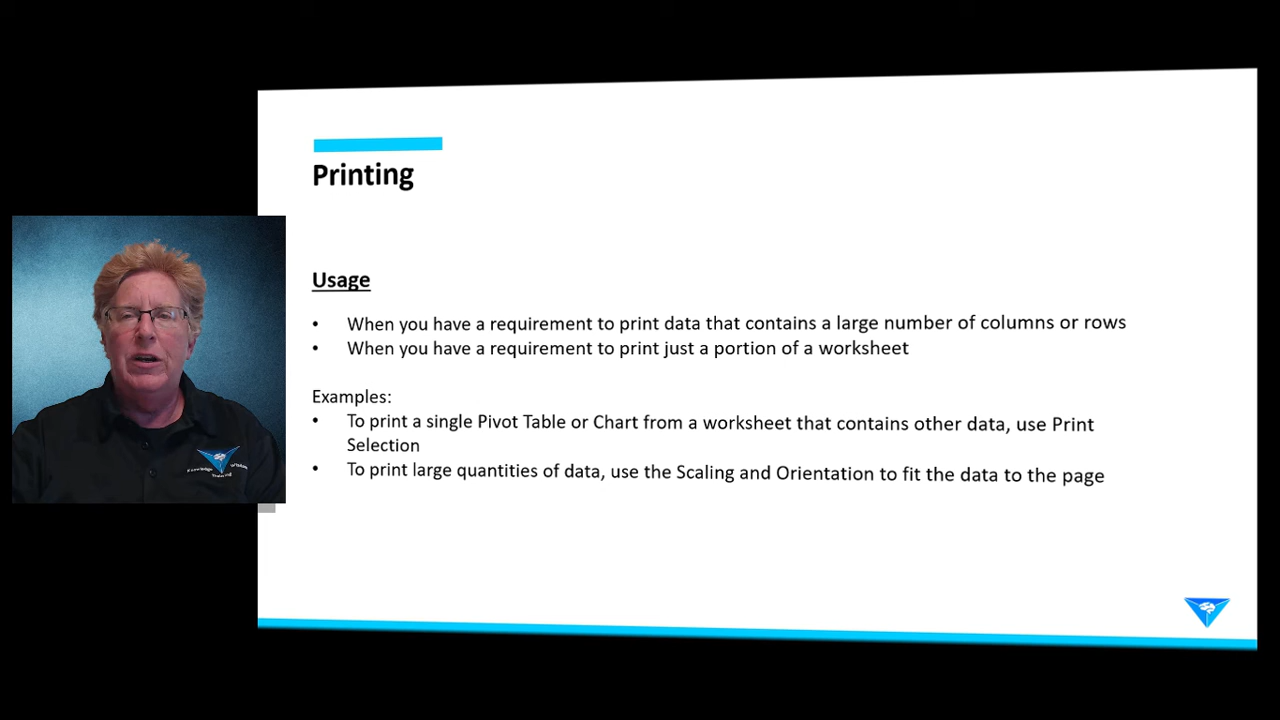 Printing
Usage
• When you have a requirement to print data that contains a large number of columns or rows
• When you have a requirement to print just a portion of a worksheet
Examples:
• To print a single Pivot Table or Chart from a worksheet that contains other data, use Print
Selection
• To print large quantities of data, use the Scaling and Orientation to fit the data to the page